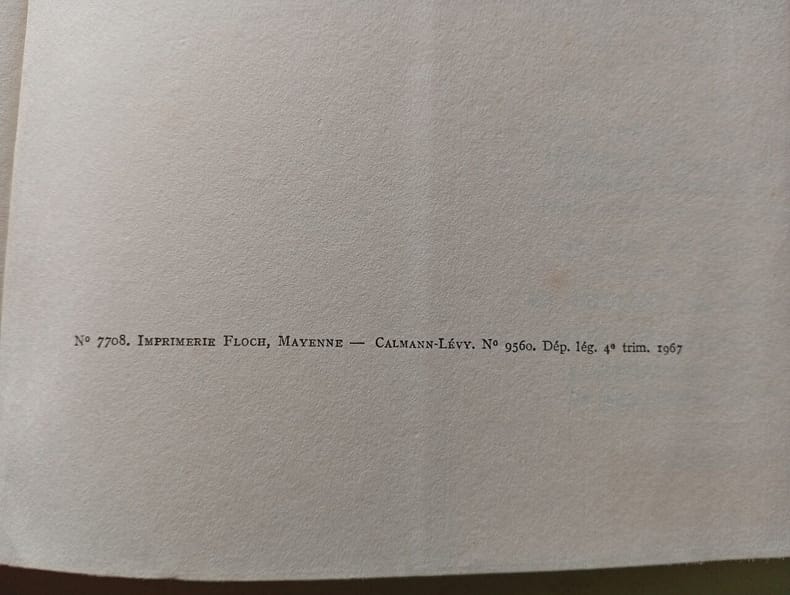 Nº 7708. Imprimerie Floch, Mayenne — Calmann-Lévy. Nº 9560. Dép. lég. 4e trim. 1967